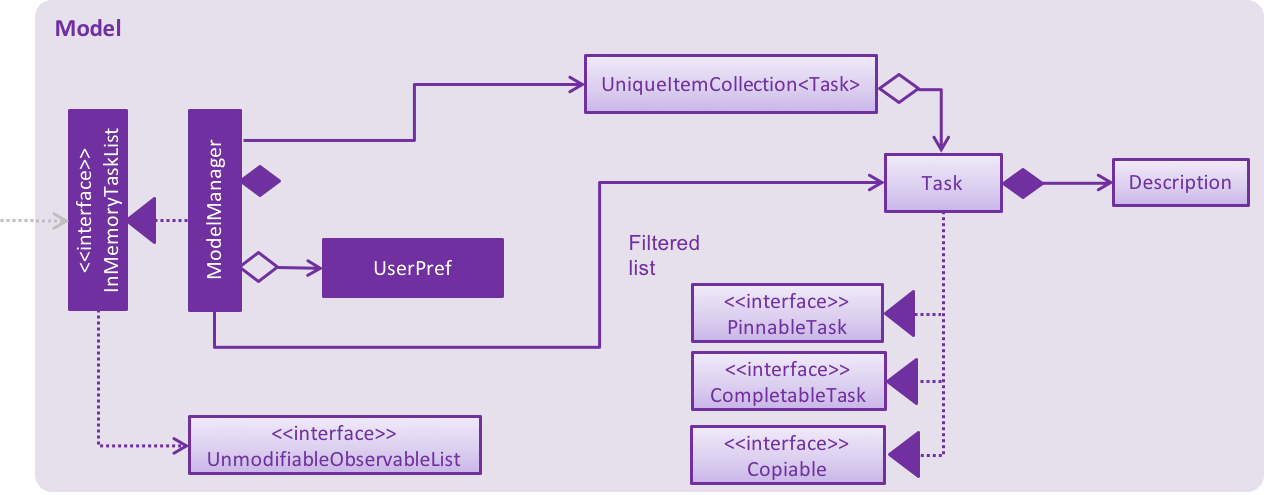 Model
UniqueItemCollection<Task>
<<interface>>
InMemoryTaskList
ModelManager
Task
Description
UserPref
Filtered
list
<<interface>>
PinnableTask
<<interface>>
CompletableTask
<<interface>>
UnmodifiableObservableList
<<interface>>
Copiable